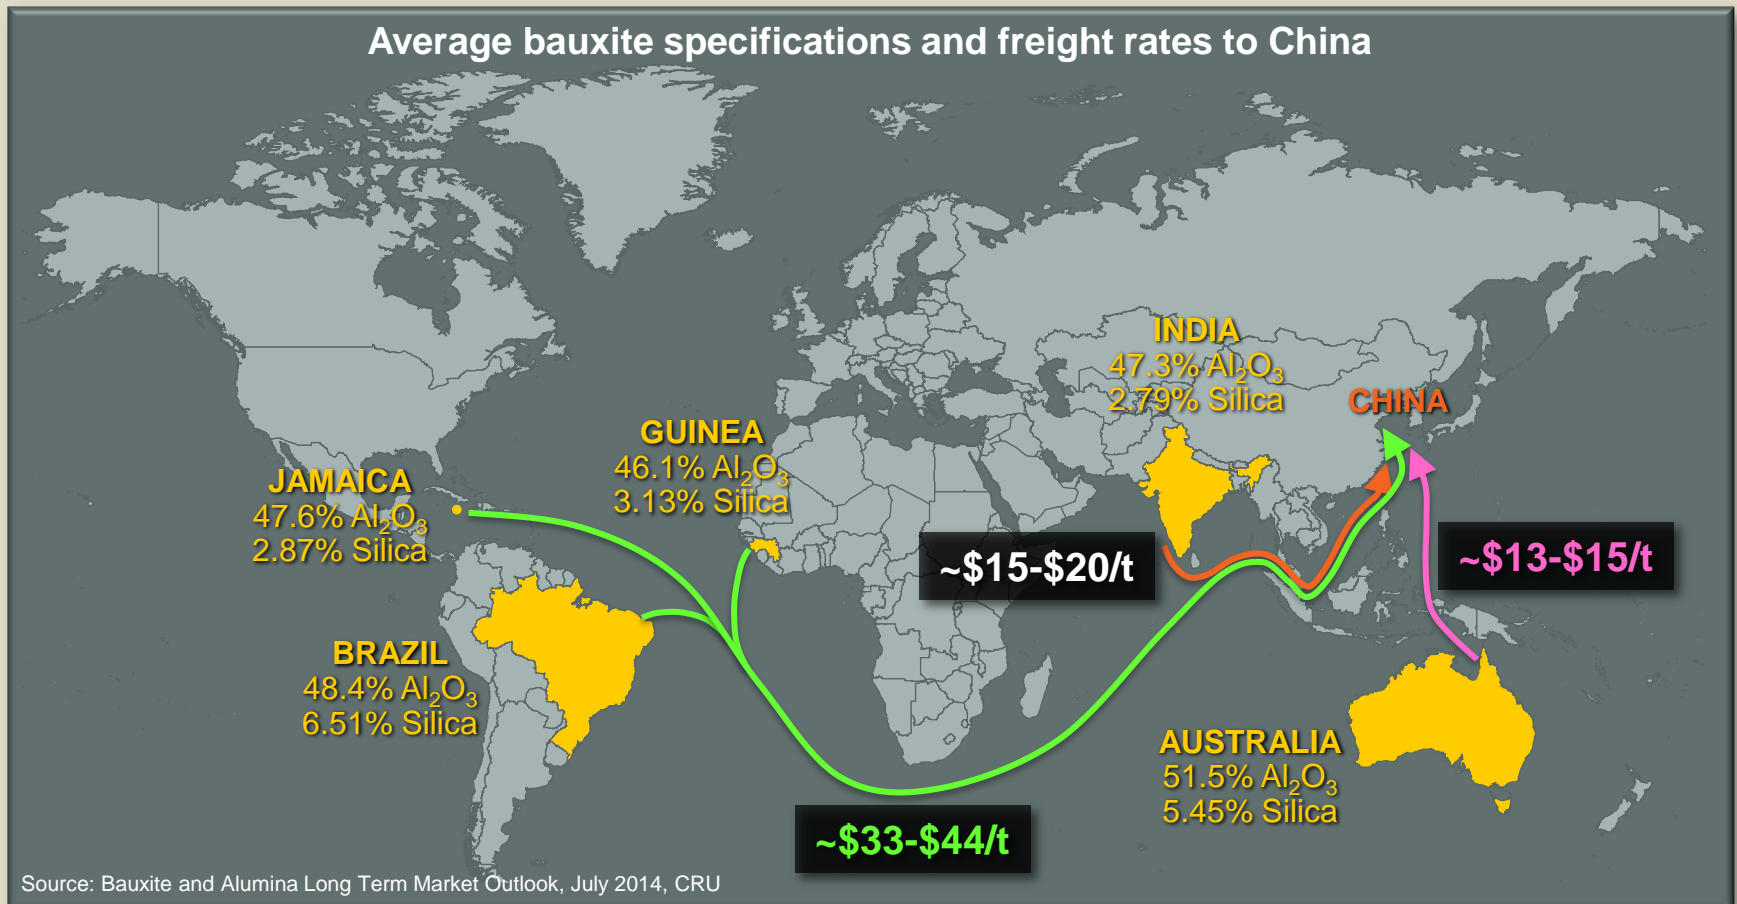 Average bauxite specifications and freight rates to China
INDIA
47.3% Al₂O₃
2.79% Silica
CHINA
GUINEA
46.1% Al₂O₃
3.13% Silica
JAMAICA
47.6% Al₂O₃
2.87% Silica
~$15-$20/t
~$13-$15/t
BRAZIL
48.4% Al₂O₃
6.51% Silica
AUSTRALIA
51.5% Al₂O₃
5.45% Silica
~$33-$44/t
Source: Bauxite and Alumina Long Term Market Outlook, July 2014, CRU